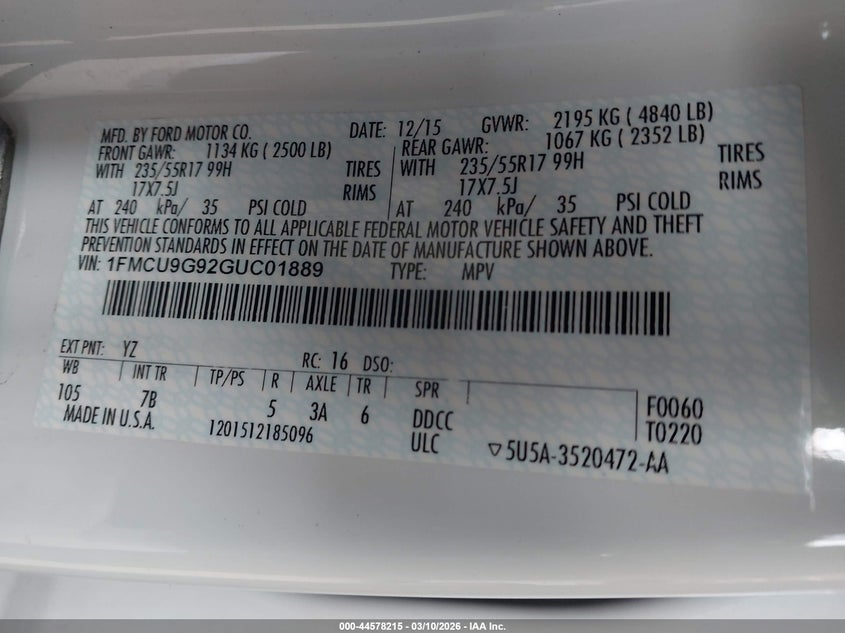 MFD. BY FORD MOTOR CO. DATE: 12/15 GVWR: 2195 KG ( 4840 LB)
FRONT GAWR: 1134 KG ( 2500 LB) REAR GAWR: 1067 KG ( 2352 LB)
WITH 235/55R17 99H TIRES WITH 235/55R17 99H TIRES
17X7.5J RIMS 17X7.5J RIMS
AT 240 kPa/ 35 PSI COLD AT 240 kPa/ 35 PSI COLD
THIS VEHICLE CONFORMS TO ALL APPLICABLE FEDERAL MOTOR VEHICLE SAFETY AND THEFT
PREVENTION STANDARDS IN EFFECT ON THE DATE OF MANUFACTURE SHOWN ABOVE.
VIN: 1FMCU9G92GUC01889 TYPE: MPV
EXT PNT: YZ RC: 16 DSO:
WB INT TR TP/PS R AXLE TR SPR
105 7B 5 3A 6 DDCC F0060
MADE IN U.S.A. 1201512185096 ULC T0220
▽5U5A-3520472-AA
000-44578215 - 03/10/2026 - IAA Inc.